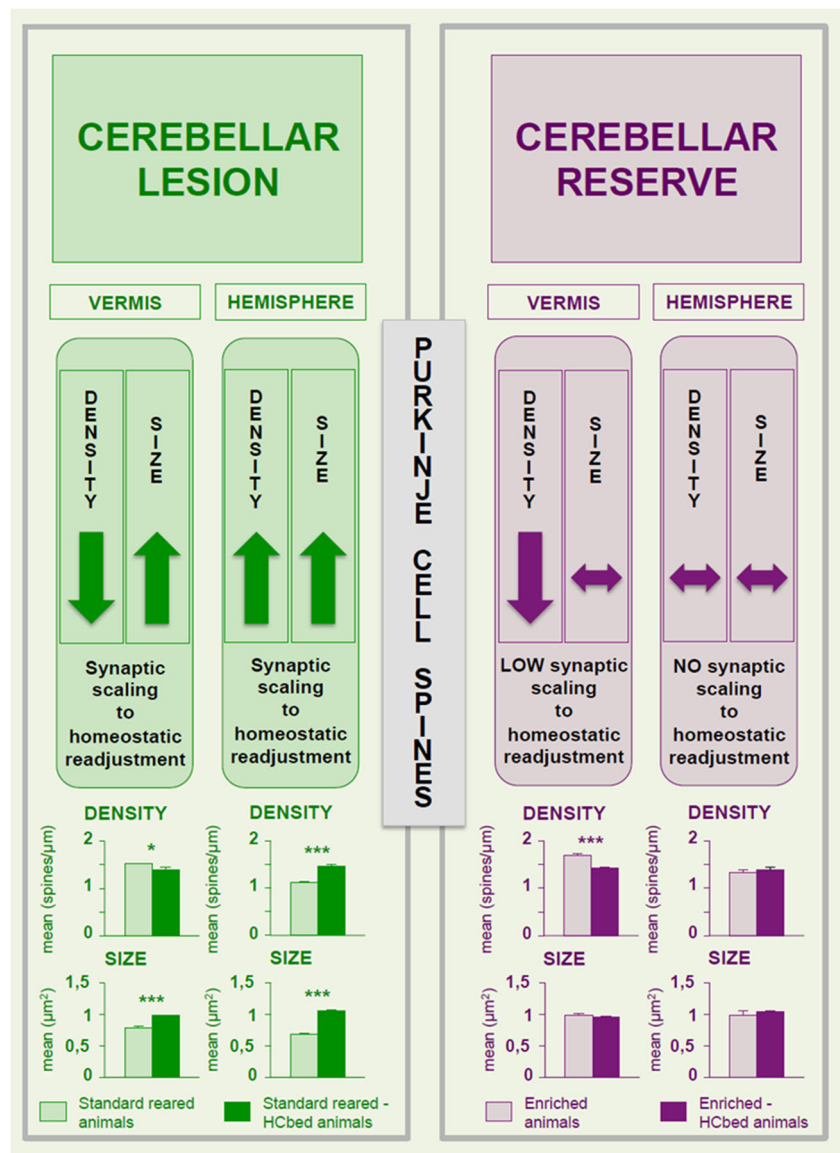 CEREBELLAR
LESION
VERMIS
HEMISPHERE
DENSITY
SIZE
DENSITY
SIZE
Synaptic
scaling
to
homeostatic
readjustment
Synaptic
scaling
to
homeostatic
readjustment
DENSITY
mean (spines/µm)
2
1
0
*
DENSITY
mean (spines/µm)
2
1
0
***
SIZE
mean (µm²)
1,5
1
0,5
0
***
SIZE
mean (µm²)
1,5
1
0,5
0
***
Standard reared
animals
Standard reared -
HCbed animals
PURKINJE CELL SPINES
CEREBELLAR
RESERVE
VERMIS
HEMISPHERE
DENSITY
SIZE
DENSITY
SIZE
LOW synaptic
scaling
to
homeostatic
readjustment
NO synaptic
scaling
to
homeostatic
readjustment
DENSITY
mean (spines/µm)
2
1
0
***
DENSITY
mean (spines/µm)
2
1
0
SIZE
mean (µm²)
1,5
1
0,5
0
SIZE
mean (µm²)
1,5
1
0,5
0
Enriched
animals
Enriched -
HCbed animals